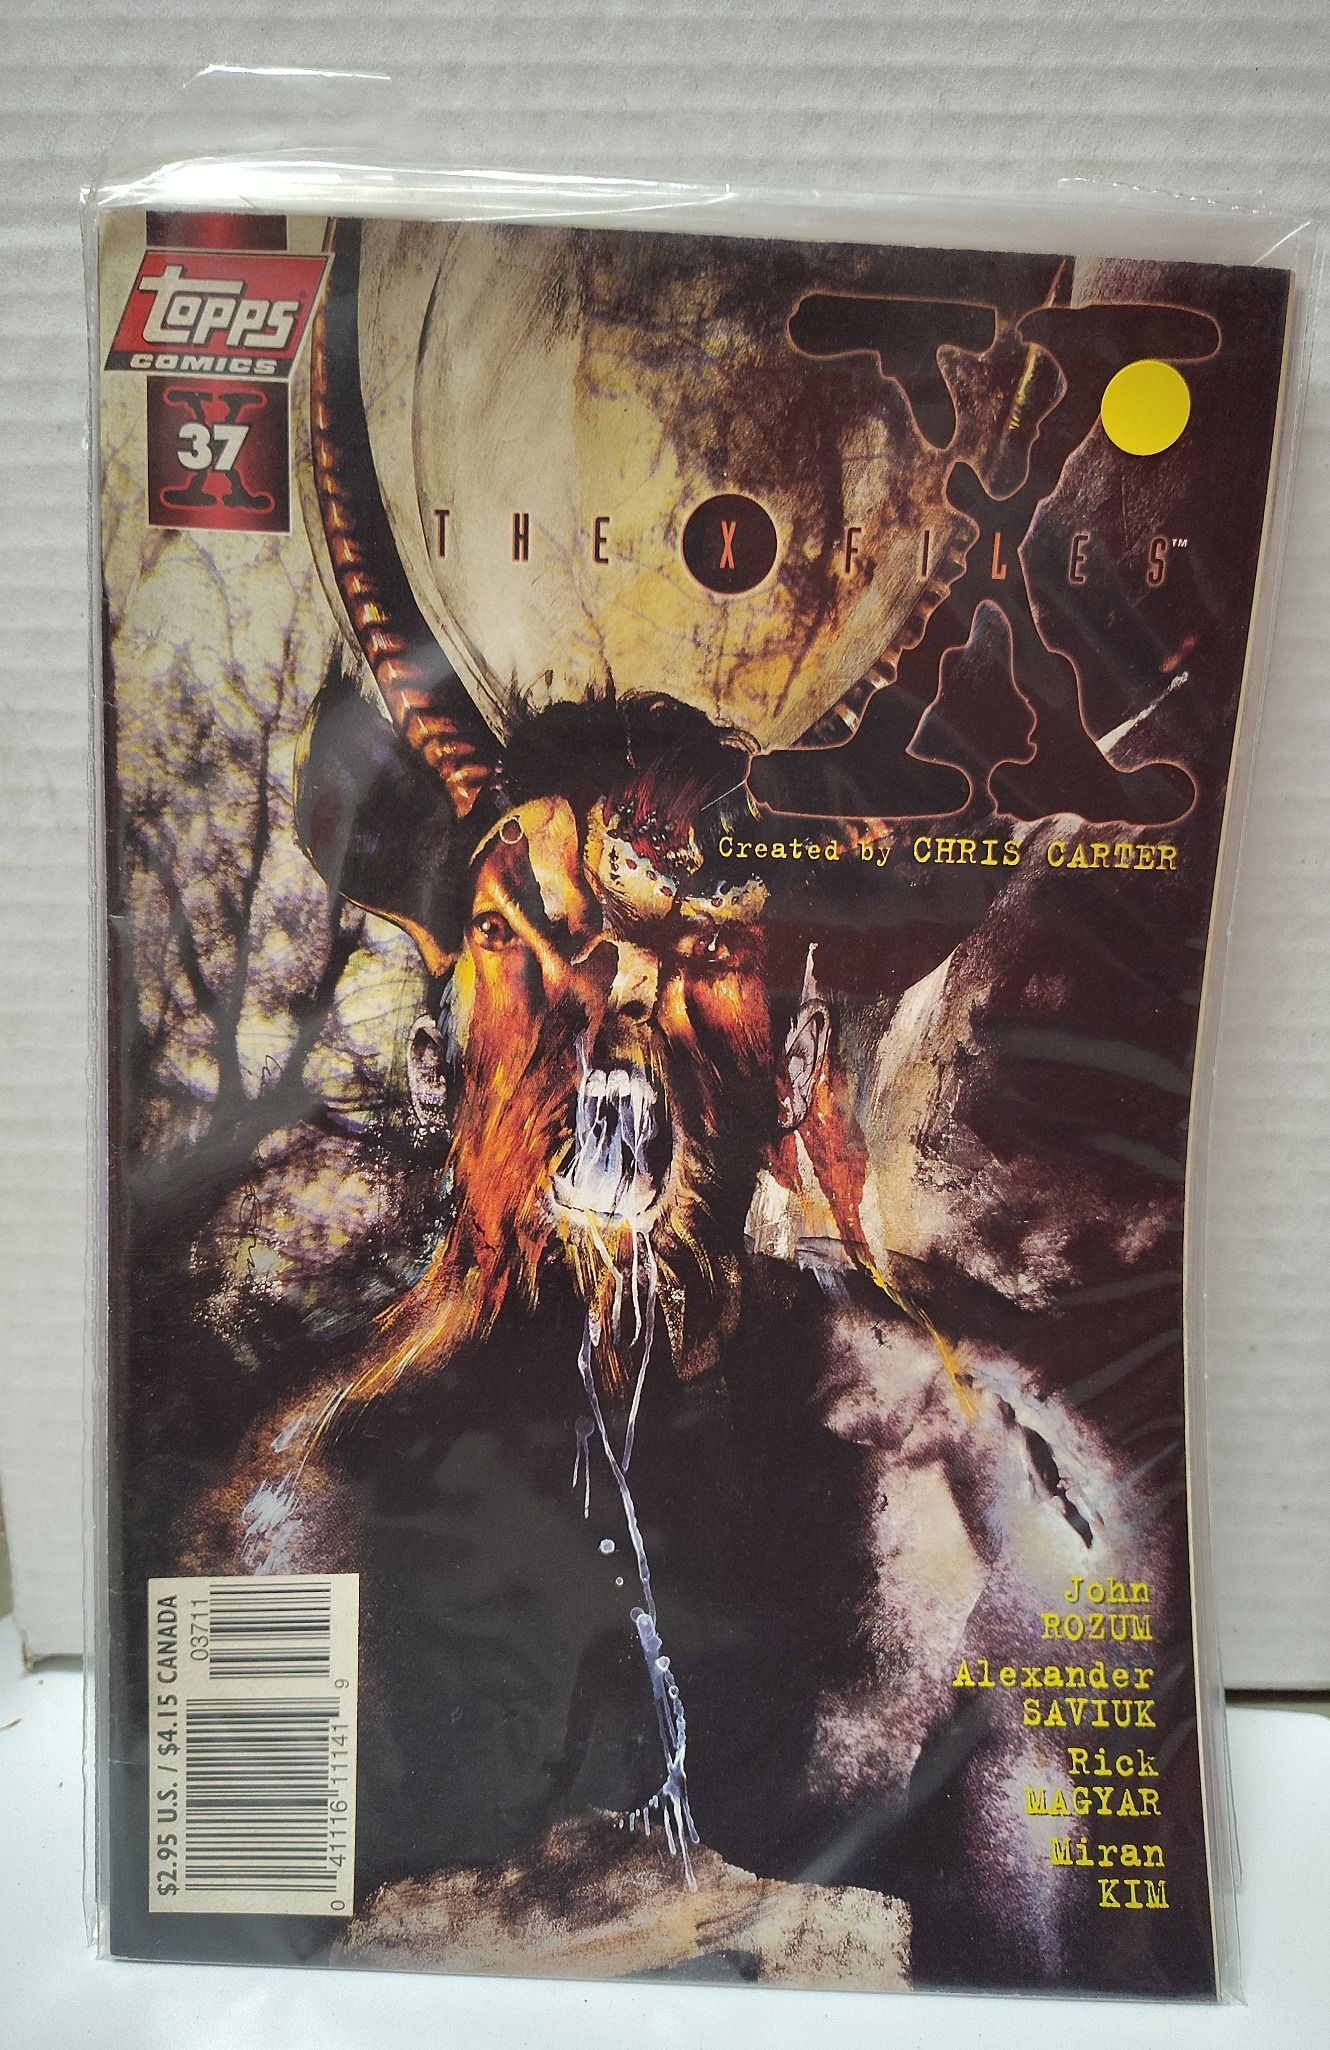 topps
COMICS
X
37
THE X FILES™
Created by CHRIS CARTER
John
ROZUM
Alexander
SAVIUK
Rick
MAGYAR
Miran
KIM
$2.95 U.S. / $4.15 CANADA
03711
0 41116 11141 9